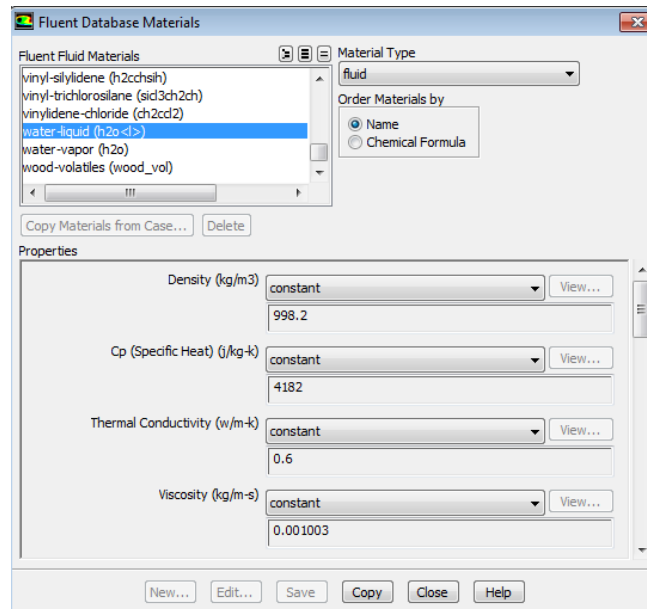 Fluent Database Materials
Fluent Fluid Materials
vinyl-silylidene (h2cchsih)
vinyl-trichlorosilane (sicl3ch2ch)
vinylidene-chloride (ch2ccl2)
water-liquid (h2o<l>)
water-vapor (h2o)
wood-volatiles (wood_vol)
Copy Materials from Case... Delete
Material Type
fluid
Order Materials by
Name
Chemical Formula
Properties
Density (kg/m3) constant View...
998.2
Cp (Specific Heat) (j/kg-k) constant View...
4182
Thermal Conductivity (w/m-k) constant View...
0.6
Viscosity (kg/m-s) constant View...
0.001003
New... Edit... Save Copy Close Help